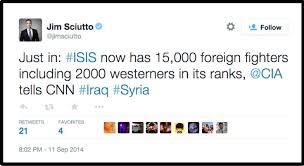 Jim Sciutto
@jimsciutto
Follow
Just in: #ISIS now has 15,000 foreign fighters
including 2000 westerners in its ranks, @CIA
tells CNN #Iraq #Syria
RETWEETS
21
FAVORITES
4
8:02 PM - 11 Sep 2014